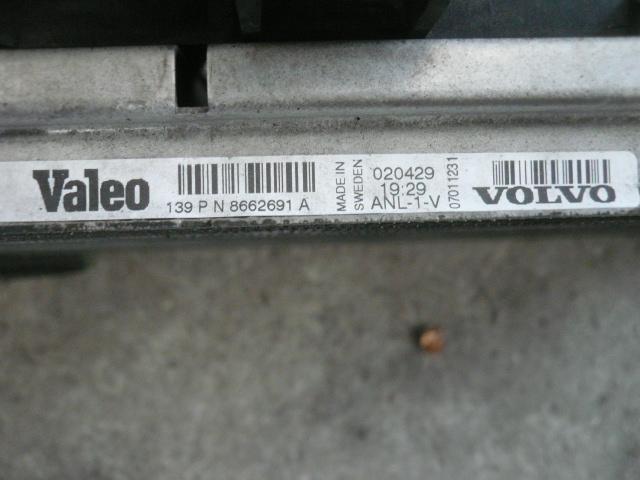 Valeo
139 P N 8662691 A
MADE IN
SWEDEN
020429
19:29
ANL-1-V
07011231
VOLVO